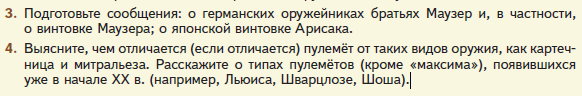 3. Подготовьте сообщения: о германских оружейниках братьях Маузер и, в частности,
о винтовке Маузера; о японской винтовке Арисака.
4. Выясните, чем отличается (если отличается) пулемёт от таких видов оружия, как картеч-
ница и митральеза. Расскажите о типах пулемётов (кроме «максима»), появившихся
уже в начале XX в. (например, Льюиса, Шварцлозе, Шоша).